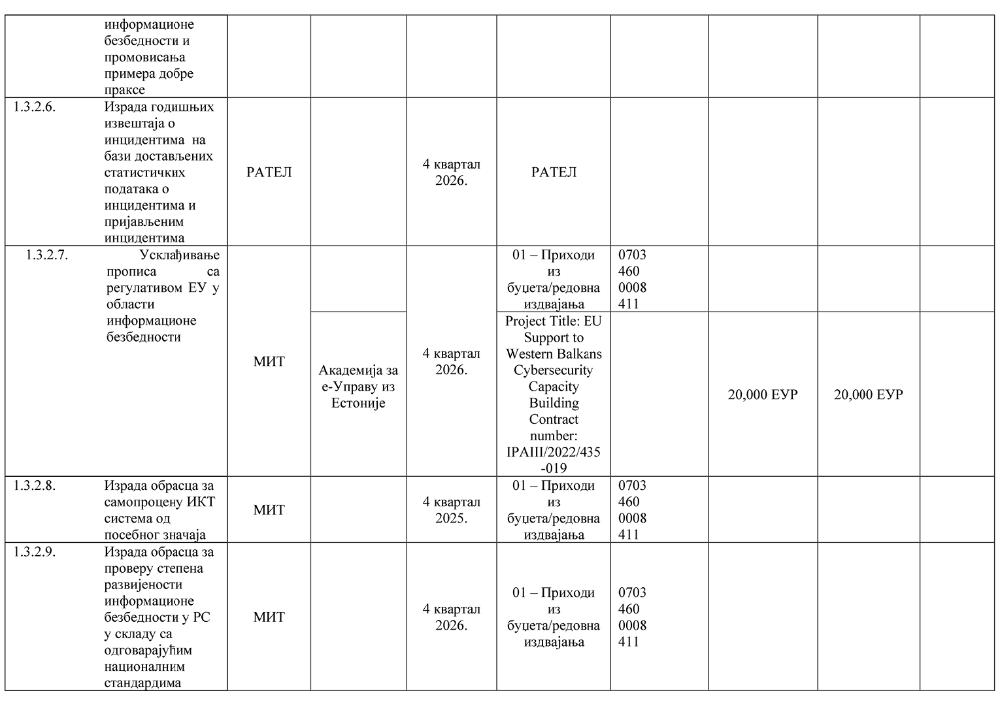 информационе
безбедности и
промовисања
примера добре
праксе
1.3.2.6.
Израда годишњих
извештаја о
инцидентима на
бази достављених
статистичких
података о
инцидентима и
пријављеним
инцидентима
РАТЕЛ
4 квартал
2026.
РАТЕЛ
1.3.2.7.
Усклађивање
прописа са
регулативом ЕУ у
области
информационе
безбедности
МИТ
Академија за
е-Управу из
Естоније
4 квартал
2026.
01 – Приходи
из
буџета/редовна
издвајања
0703
460
0008
411
Project Title: EU
Support to
Western Balkans
Cybersecurity
Capacity
Building
Contract
number:
IPAIII/2022/435
-019
20,000 ЕУР
20,000 ЕУР
1.3.2.8.
Израда обрасца за
самопроцену ИКТ
система од
посебног значаја
МИТ
4 квартал
2025.
01 – Приходи
из
буџета/редовна
издвајања
0703
460
0008
411
1.3.2.9.
Израда обрасца за
проверу степена
развијености
информационе
безбедности у РС
у складу са
одговарајућим
националним
стандардима
МИТ
4 квартал
2026.
01 – Приходи
из
буџета/редовна
издвајања
0703
460
0008
411